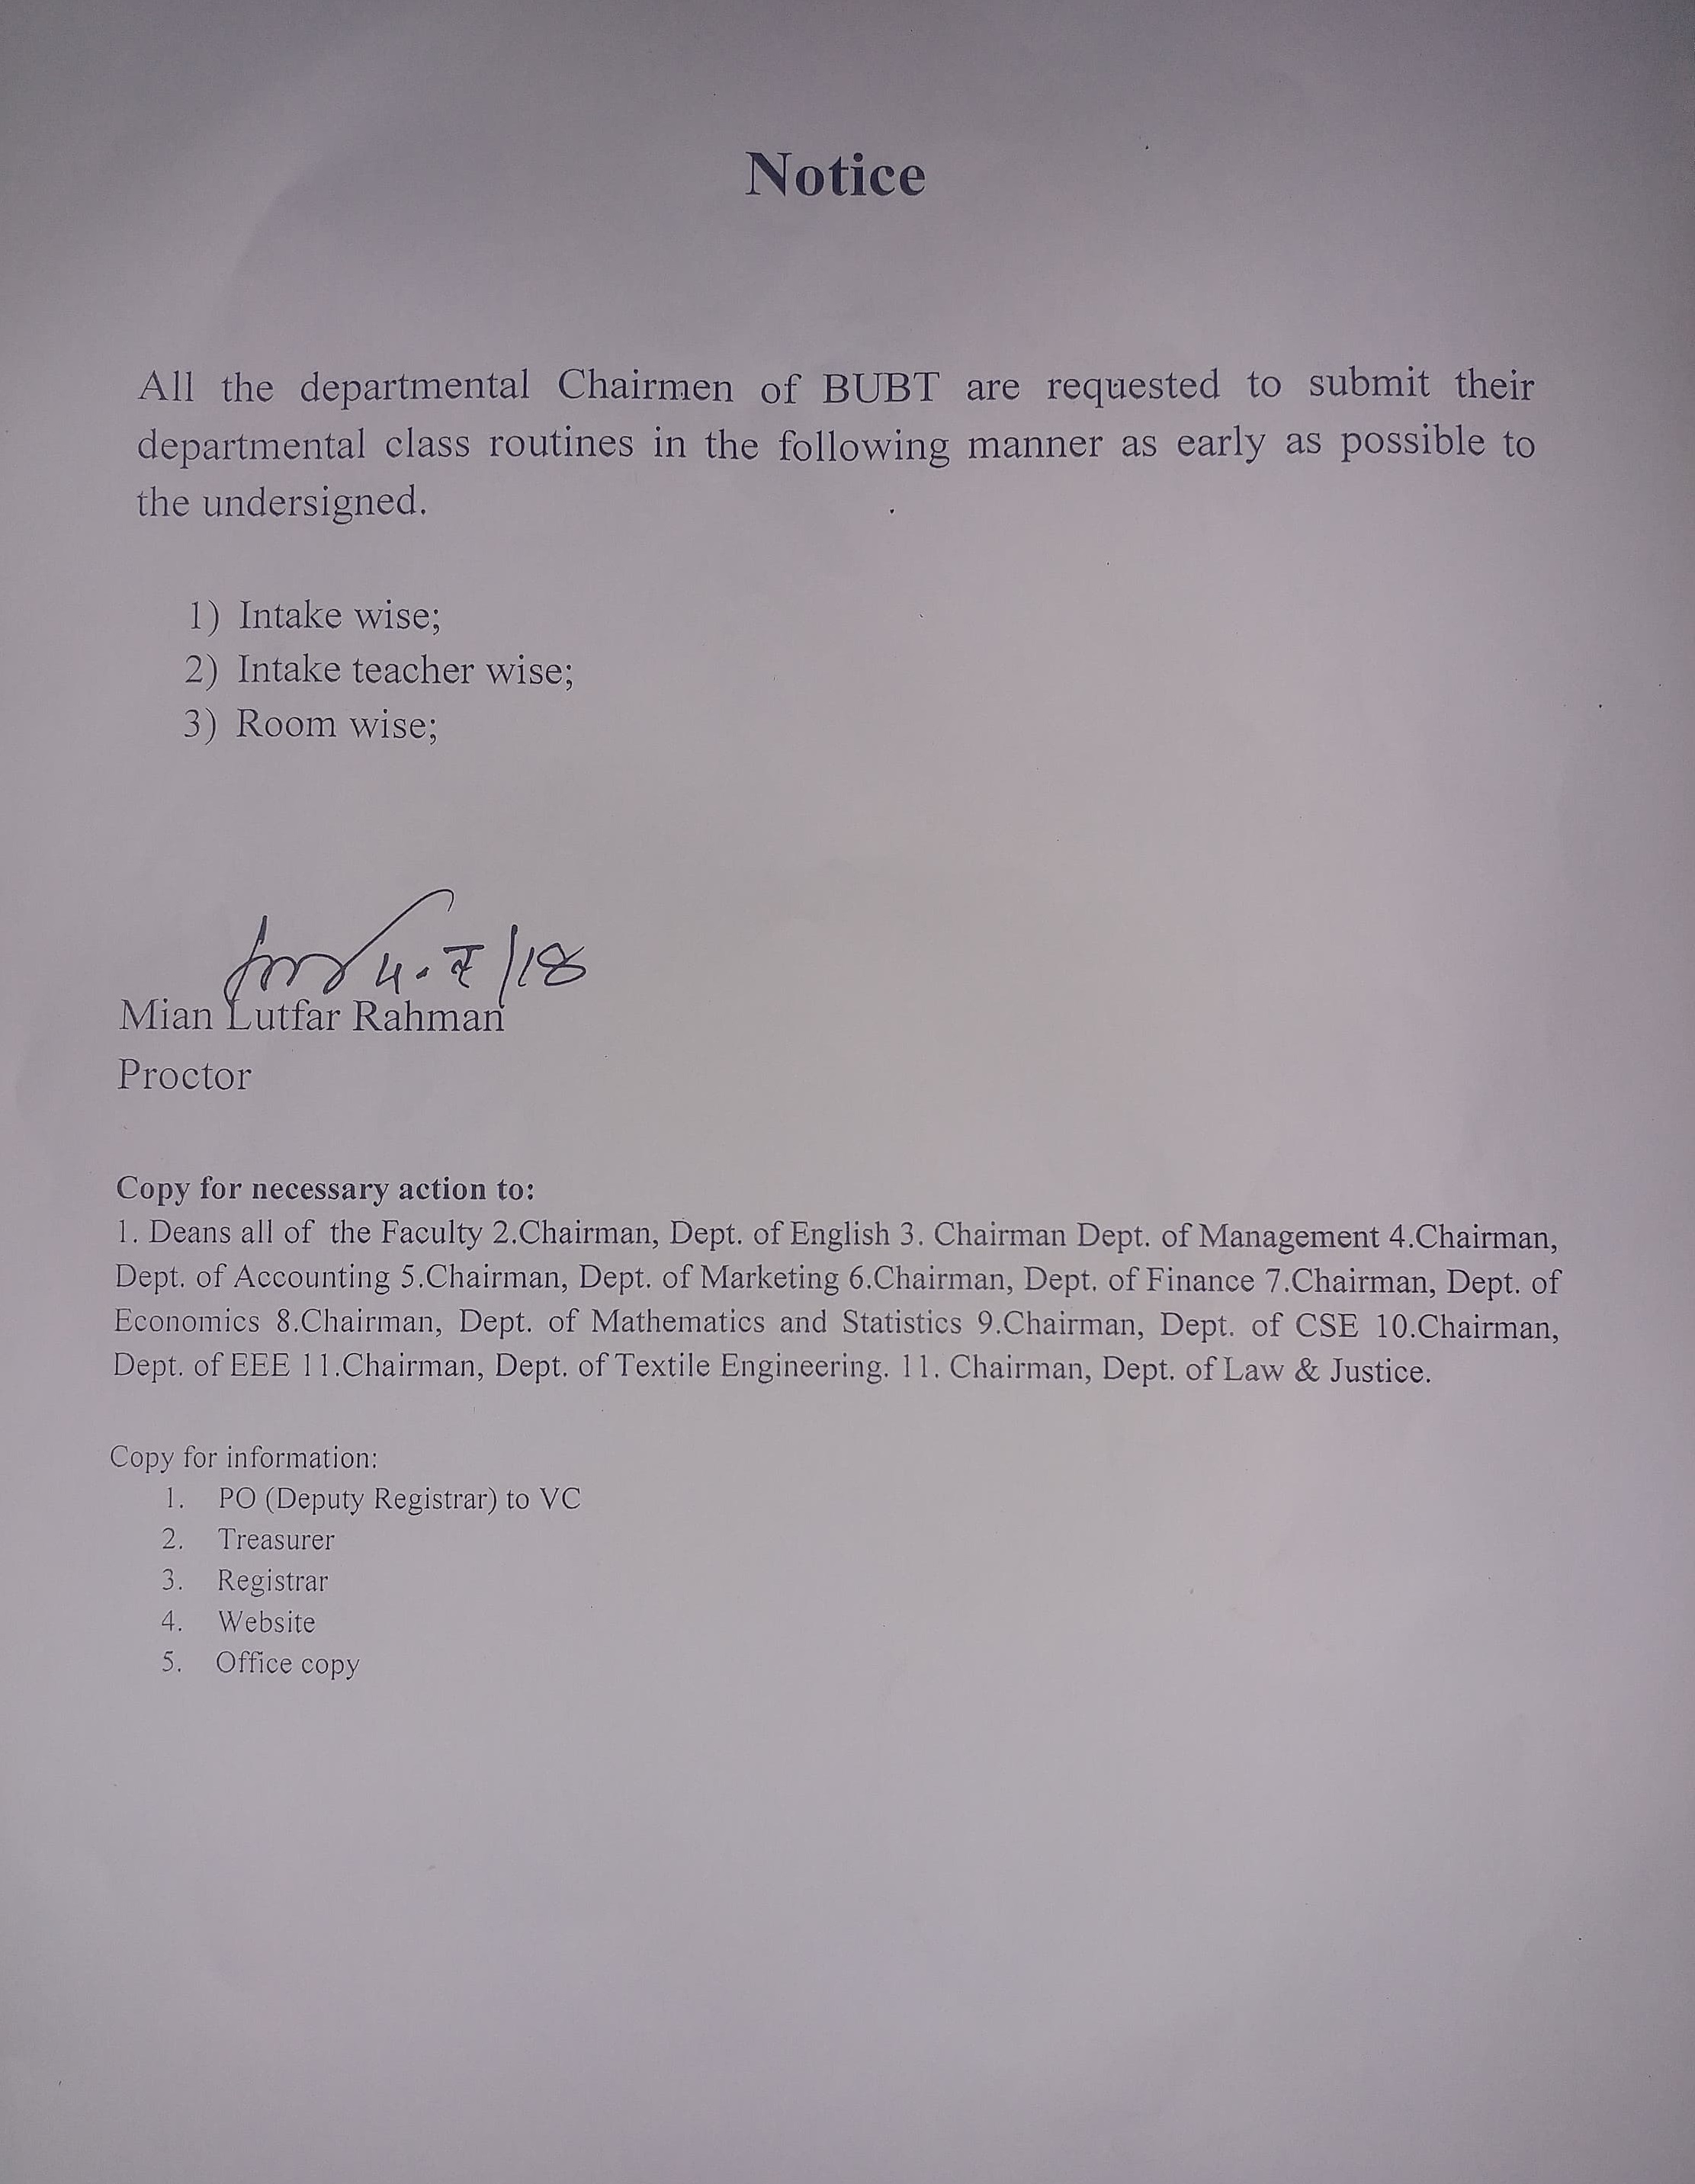 Notice
All the departmental Chairmen of BUBT are requested to submit their
departmental class routines in the following manner as early as possible to
the undersigned.
1) Intake wise;
2) Intake teacher wise;
3) Room wise;
Mian Lutfar Rahman
Proctor
Copy for necessary action to:
1. Deans all of the Faculty 2.Chairman, Dept. of English 3. Chairman Dept. of Management 4.Chairman,
Dept. of Accounting 5.Chairman, Dept. of Marketing 6.Chairman, Dept. of Finance 7.Chairman, Dept. of
Economics 8.Chairman, Dept. of Mathematics and Statistics 9.Chairman, Dept. of CSE 10.Chairman,
Dept. of EEE 11.Chairman, Dept. of Textile Engineering. 11. Chairman, Dept. of Law & Justice.
Copy for information:
1. PO (Deputy Registrar) to VC
2. Treasurer
3. Registrar
4. Website
5. Office copy